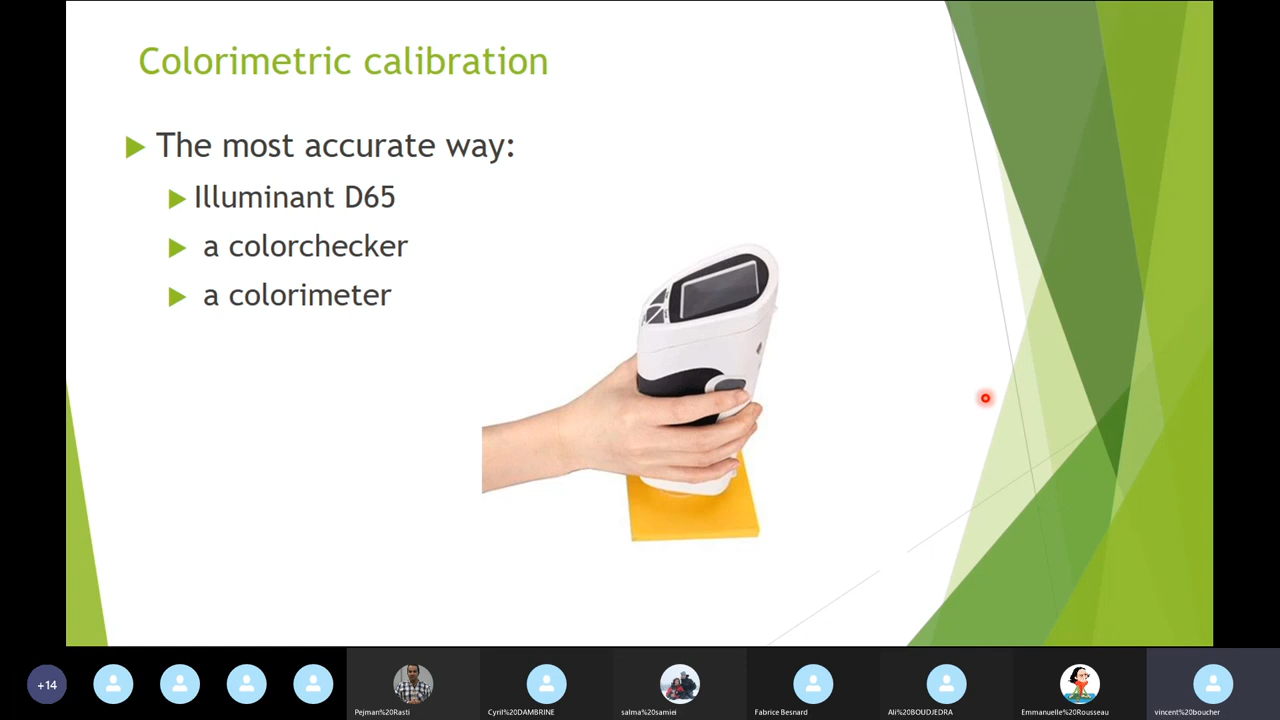 Colorimetric calibration
The most accurate way:
Illuminant D65
a colorchecker
a colorimeter
+14
Pejman%20Rasti
Cyril%20DAMBRINE
salma%20samiei
Fabrice Besnard
Ali%20BOUDJEDRA
Emmanuelle%20Rousseau
vincent%20boucher